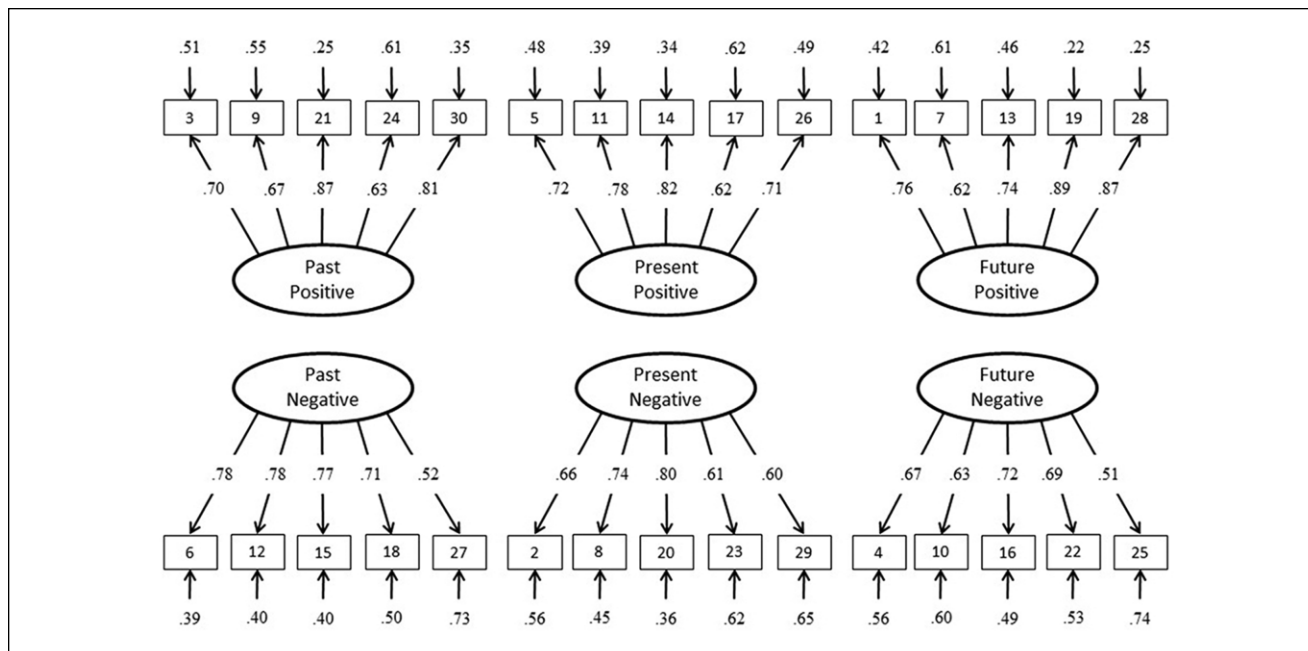 .51 .55 .25 .61 .35 .48 .39 .34 .62 .49 .42 .61 .46 .22 .25
3 9 21 24 30 5 11 14 17 26 1 7 13 19 28
.70 .67 .87 .63 .81 .72 .78 .82 .62 .71 .76 .62 .74 .89 .87
Past Present Future
Positive Positive Positive
Past Present Future
Negative Negative Negative
.78 .78 .77 .71 .52 .66 .74 .80 .61 .60 .67 .63 .72 .69 .51
6 12 15 18 27 2 8 20 23 29 4 10 16 22 25
.39 .40 .40 .50 .73 .56 .45 .36 .62 .65 .56 .60 .49 .53 .74